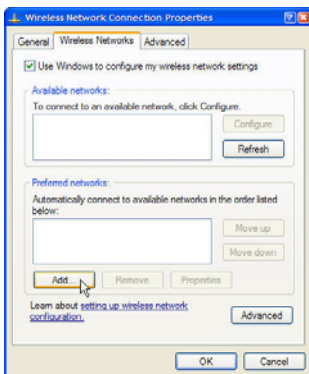 Wireless Network Connection Properties
General Wireless Networks Advanced
Use Windows to configure my wireless network settings
Available networks:
To connect to an available network, click Configure.
Configure
Refresh
Preferred networks:
Automatically connect to available networks in the order listed
below:
Move up
Move down
Add... Remove Properties
Learn about setting up wireless network
configuration.
Advanced
OK Cancel